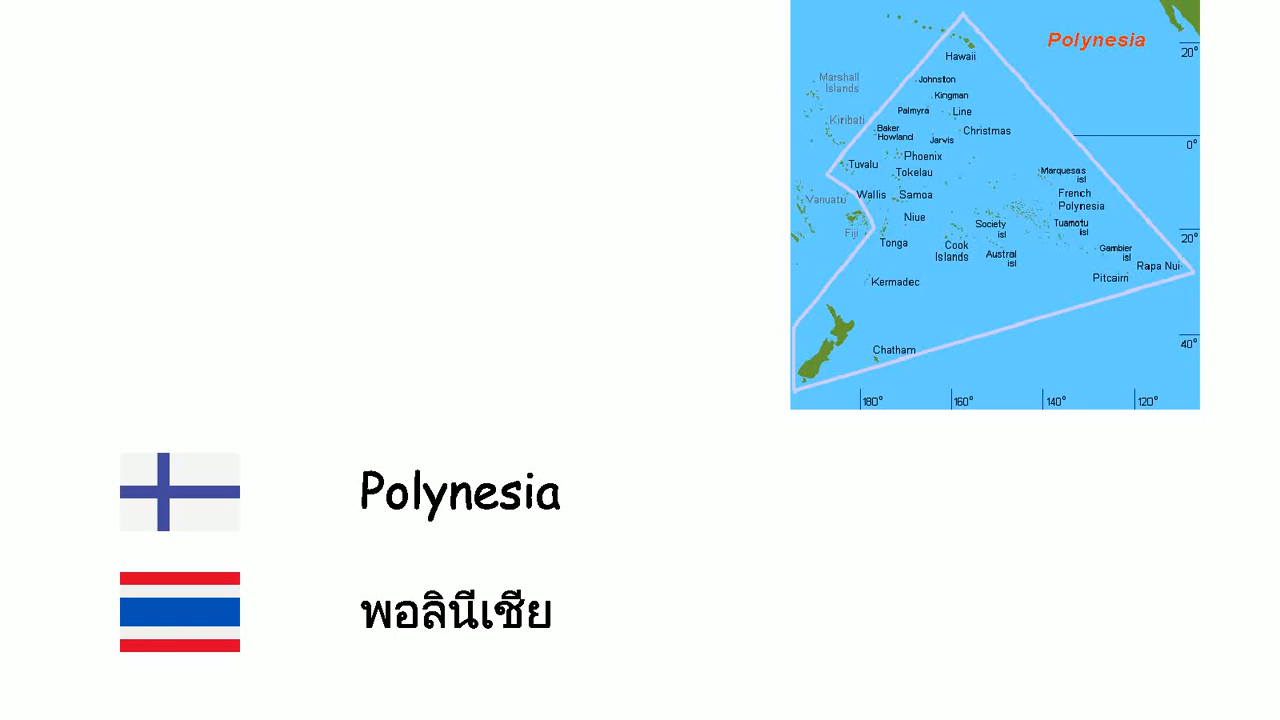 Polynesia
20°
Hawaii
Marshall
Islands
Johnston
Kingman
Palmyra
Line
Kiribati
Baker
Howland
Christmas
Jarvis
0°
Phoenix
Tuvalu
Tokelau
Marquesas
isl
Wallis
Samoa
French
Polynesia
Vanuatu
Niue
Society
isl
Tuamotu
isl
Fiji
20°
Tonga
Cook
Islands
Austral
isl
Gambier
isl
Rapa Nui
Kermadec
Pitcairn
40°
Chatham
180°
160°
140°
120°
Polynesia
พอลินีเชีย